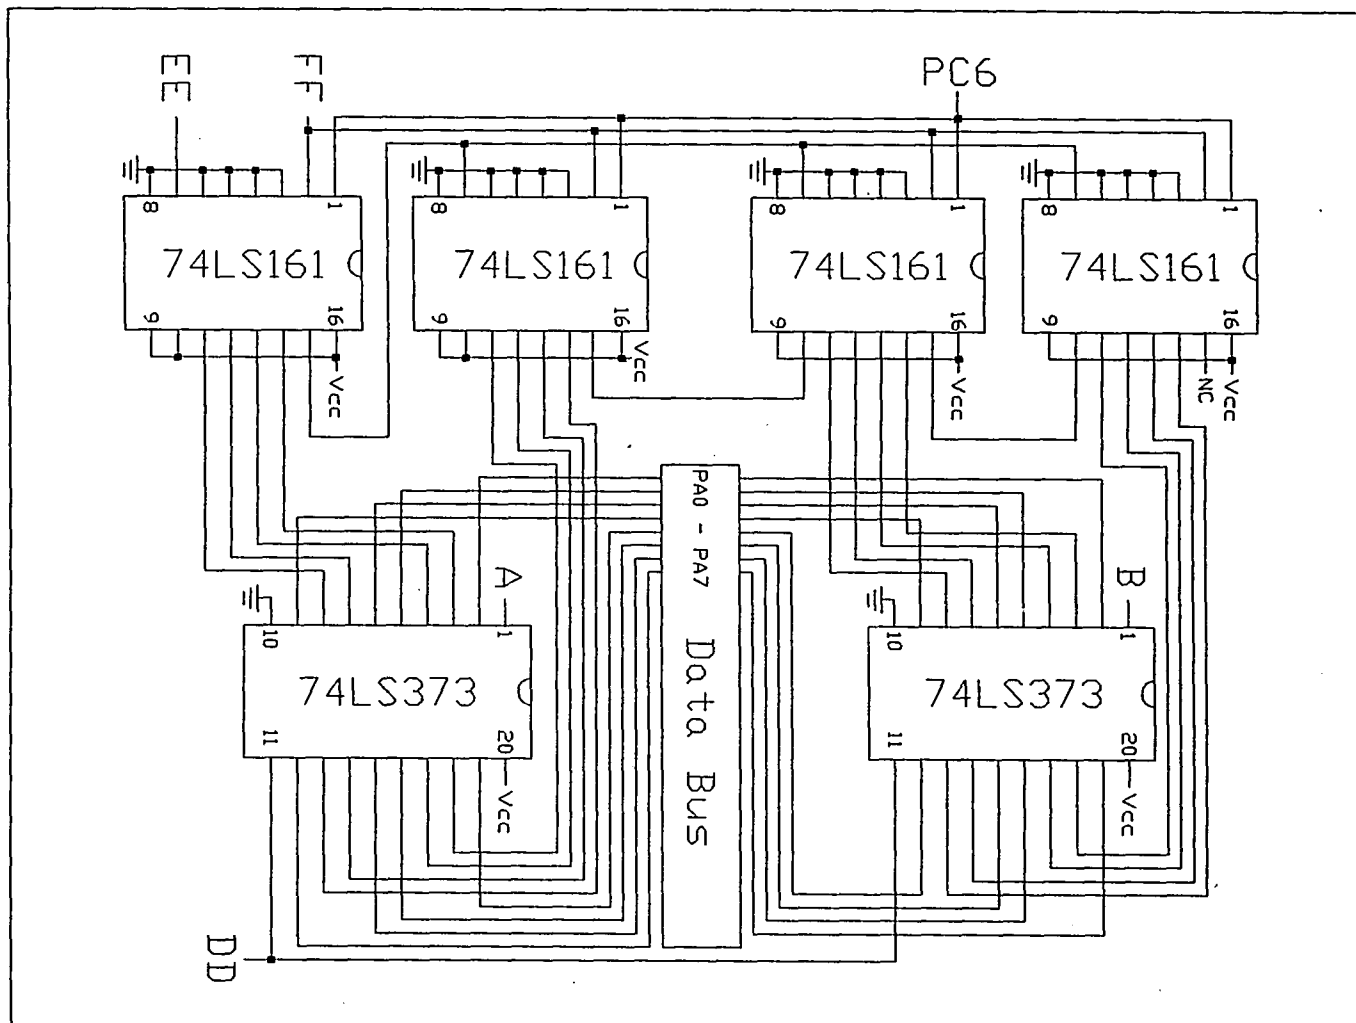 EE
FF
PC6
8
1
8
1
8
1
8
1
74LS161
74LS161
74LS161
74LS161
9
16
9
16
9
16
9
16
Vcc
Vcc
Vcc
NC
Vcc
PA0 - PA7 Data Bus
A
B
10
1
10
1
74LS373
74LS373
11
20
11
20
Vcc
Vcc
DD